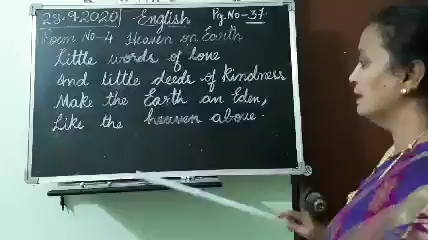 23.9.2020 English Pg. No-37.
Poem No-4 Heaven on Earth
Little words of love
And little deeds of kindness
Make the Earth an Eden,
Like the heaven above.